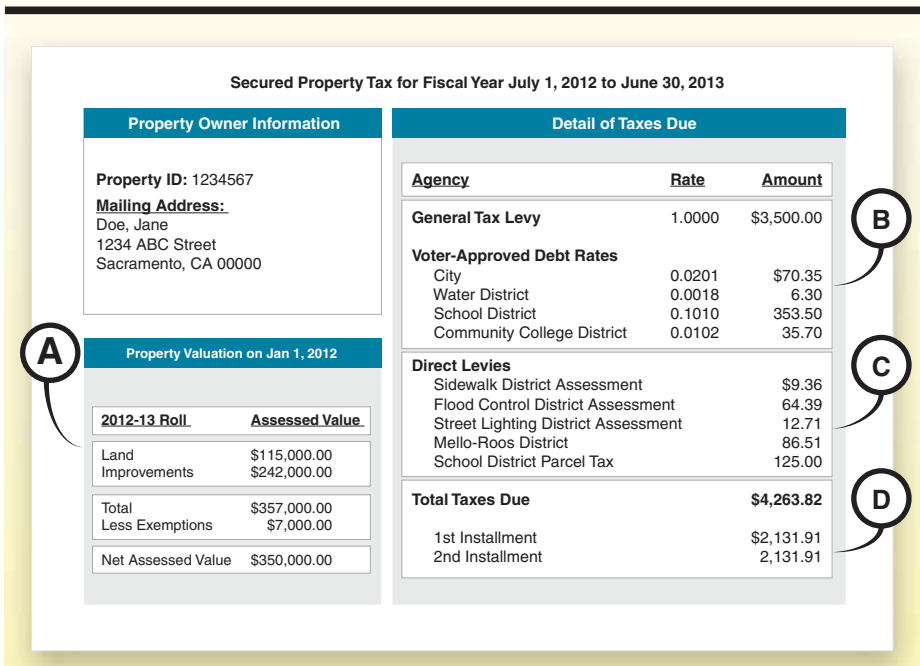 Secured Property Tax for Fiscal Year July 1, 2012 to June 30, 2013
Property Owner Information
Property ID: 1234567
Mailing Address:
Doe, Jane
1234 ABC Street
Sacramento, CA 00000
A
Property Valuation on Jan 1, 2012
2012-13 Roll Assessed Value
Land $115,000.00
Improvements $242,000.00
Total $357,000.00
Less Exemptions $7,000.00
Net Assessed Value $350,000.00
Detail of Taxes Due
Agency Rate Amount
General Tax Levy 1.0000 $3,500.00
B
Voter-Approved Debt Rates
City 0.0201 $70.35
Water District 0.0018 6.30
School District 0.1010 353.50
Community College District 0.0102 35.70
Direct Levies
C
Sidewalk District Assessment $9.36
Flood Control District Assessment 64.39
Street Lighting District Assessment 12.71
Mello-Roos District 86.51
School District Parcel Tax 125.00
Total Taxes Due $4,263.82
D
1st Installment $2,131.91
2nd Installment 2,131.91